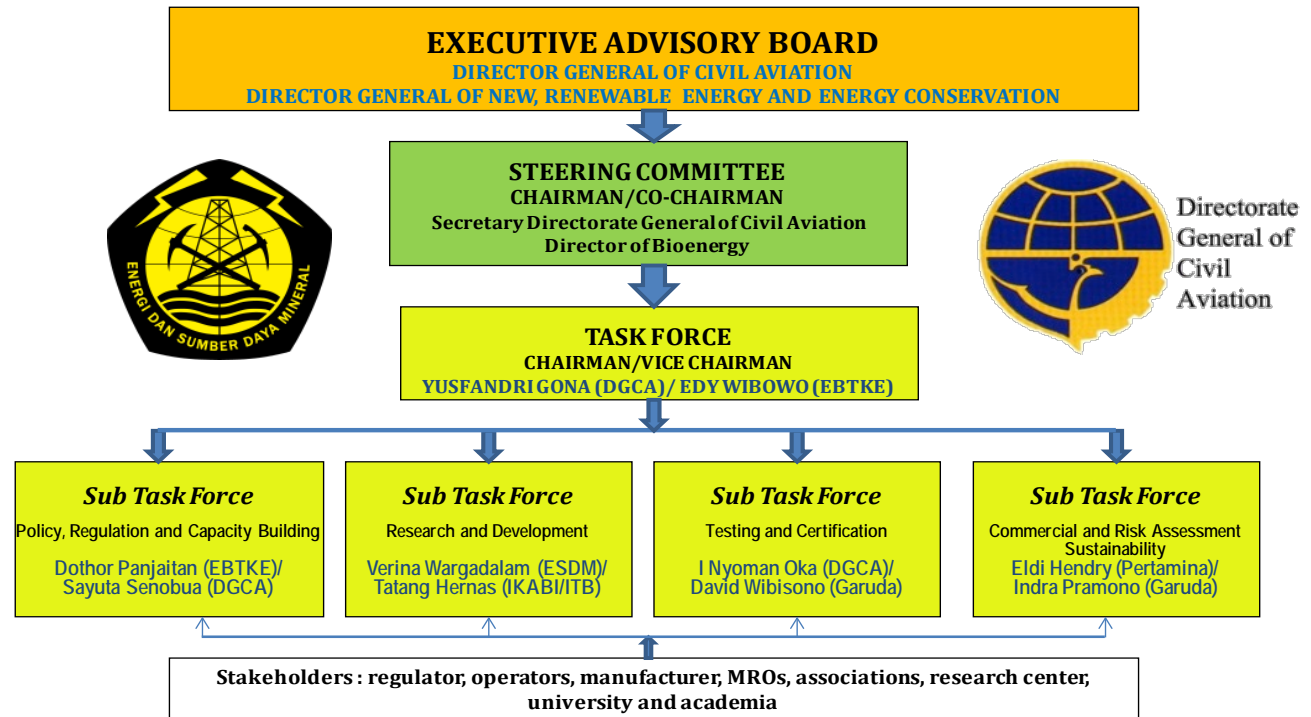 EXECUTIVE ADVISORY BOARD
DIRECTOR GENERAL OF CIVIL AVIATION
DIRECTOR GENERAL OF NEW, RENEWABLE ENERGY AND ENERGY CONSERVATION
STEERING COMMITTEE
CHAIRMAN/CO-CHAIRMAN
Secretary Directorate General of Civil Aviation
Director of Bioenergy
ENERGI DAN SUMBER DAYA MINERAL
Directorate
General of
Civil
Aviation
TASK FORCE
CHAIRMAN/VICE CHAIRMAN
YUSFANDRI GONA (DGCA)/ EDY WIBOWO (EBTKE)
Sub Task Force
Policy, Regulation and Capacity Building
Dothor Panjaitan (EBTKE)/
Sayuta Senobua (DGCA)
Sub Task Force
Research and Development
Verina Wargadalam (ESDM)/
Tatang Hernas (IKABI/ITB)
Sub Task Force
Testing and Certification
I Nyoman Oka (DGCA)/
David Wibisono (Garuda)
Sub Task Force
Commercial and Risk Assessment
Sustainability
Eldi Hendry (Pertamina)/
Indra Pramono (Garuda)
Stakeholders : regulator, operators, manufacturer, MROs, associations, research center,
university and academia